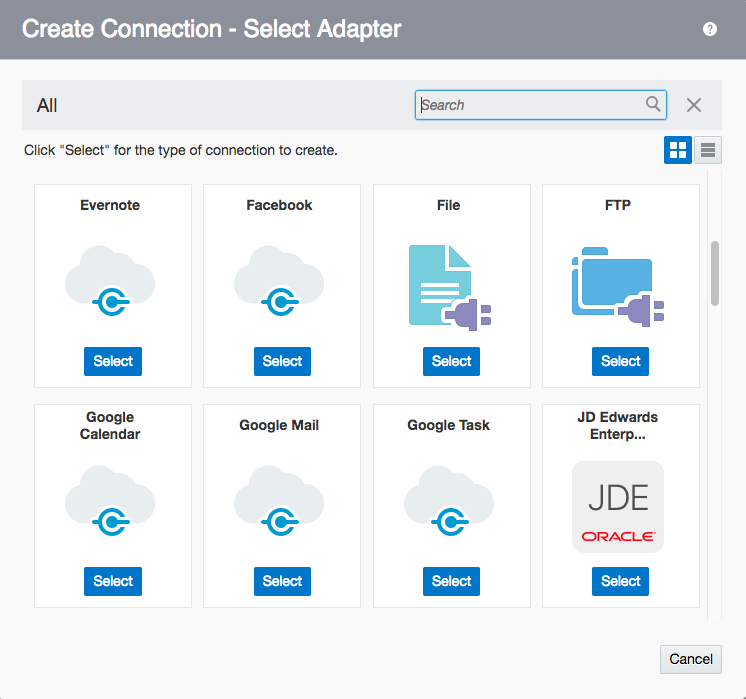 Create Connection - Select Adapter
?
All
Search
Click "Select" for the type of connection to create.
Evernote
Facebook
File
FTP
Select
Select
Select
Select
Google
Calendar
Google Mail
Google Task
JD Edwards
Enterp...
JDE
ORACLE
Select
Select
Select
Select
Cancel